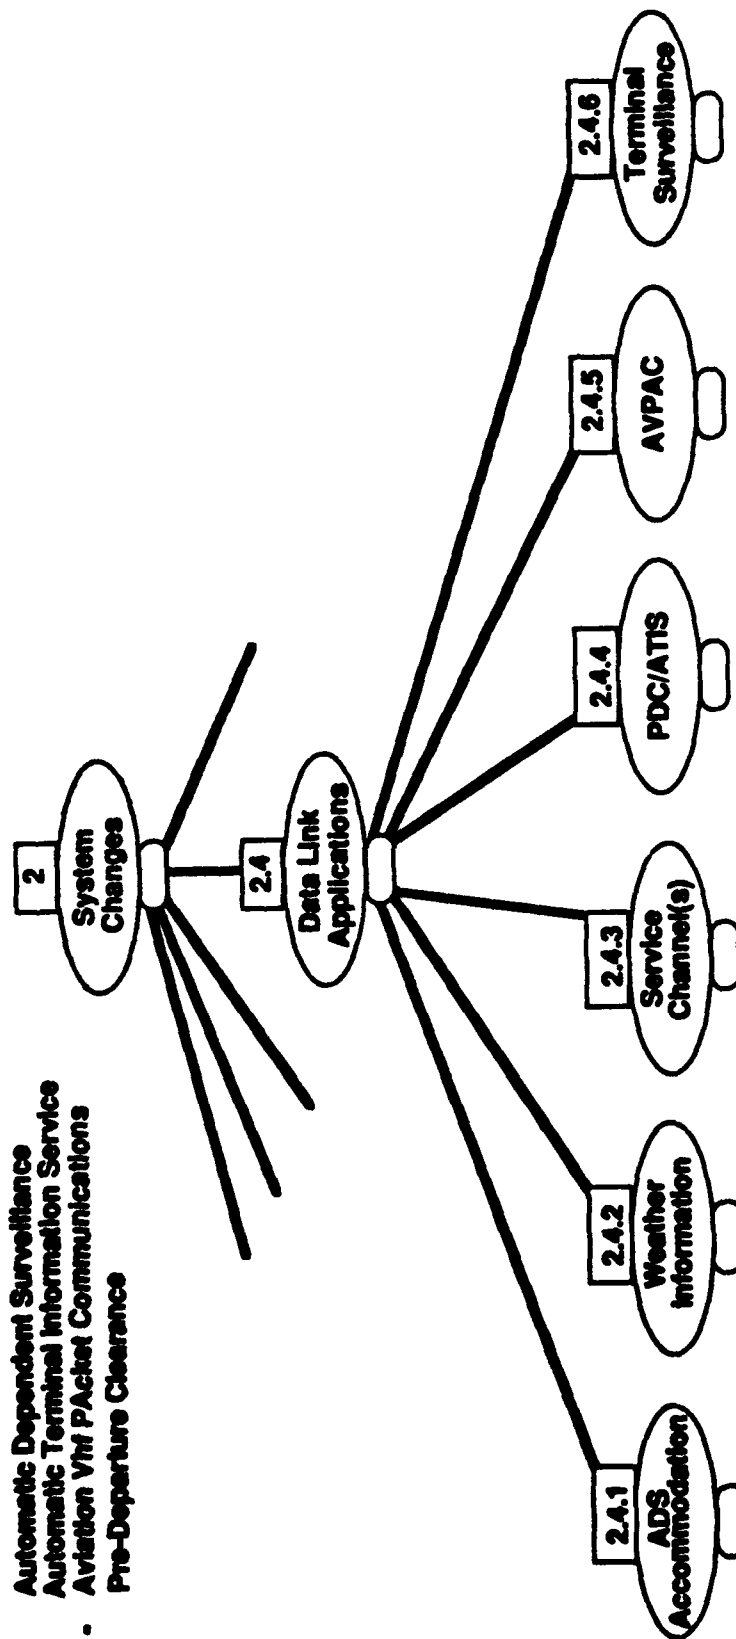 Automatic Dependent Surveillance
Automatic Terminal Information Service
- Aviation Vhf PAcket Communications
Pre-Departure Clearance
2
System
Changes
2.4
Data Link
Applications
2.4.1
ADS
Accommodation
2.4.2
Weather
Information
2.4.3
Service
Channel(s)
2.4.4
PDC/ATIS
2.4.5
AVPAC
2.4.6
Terminal
Surveillance